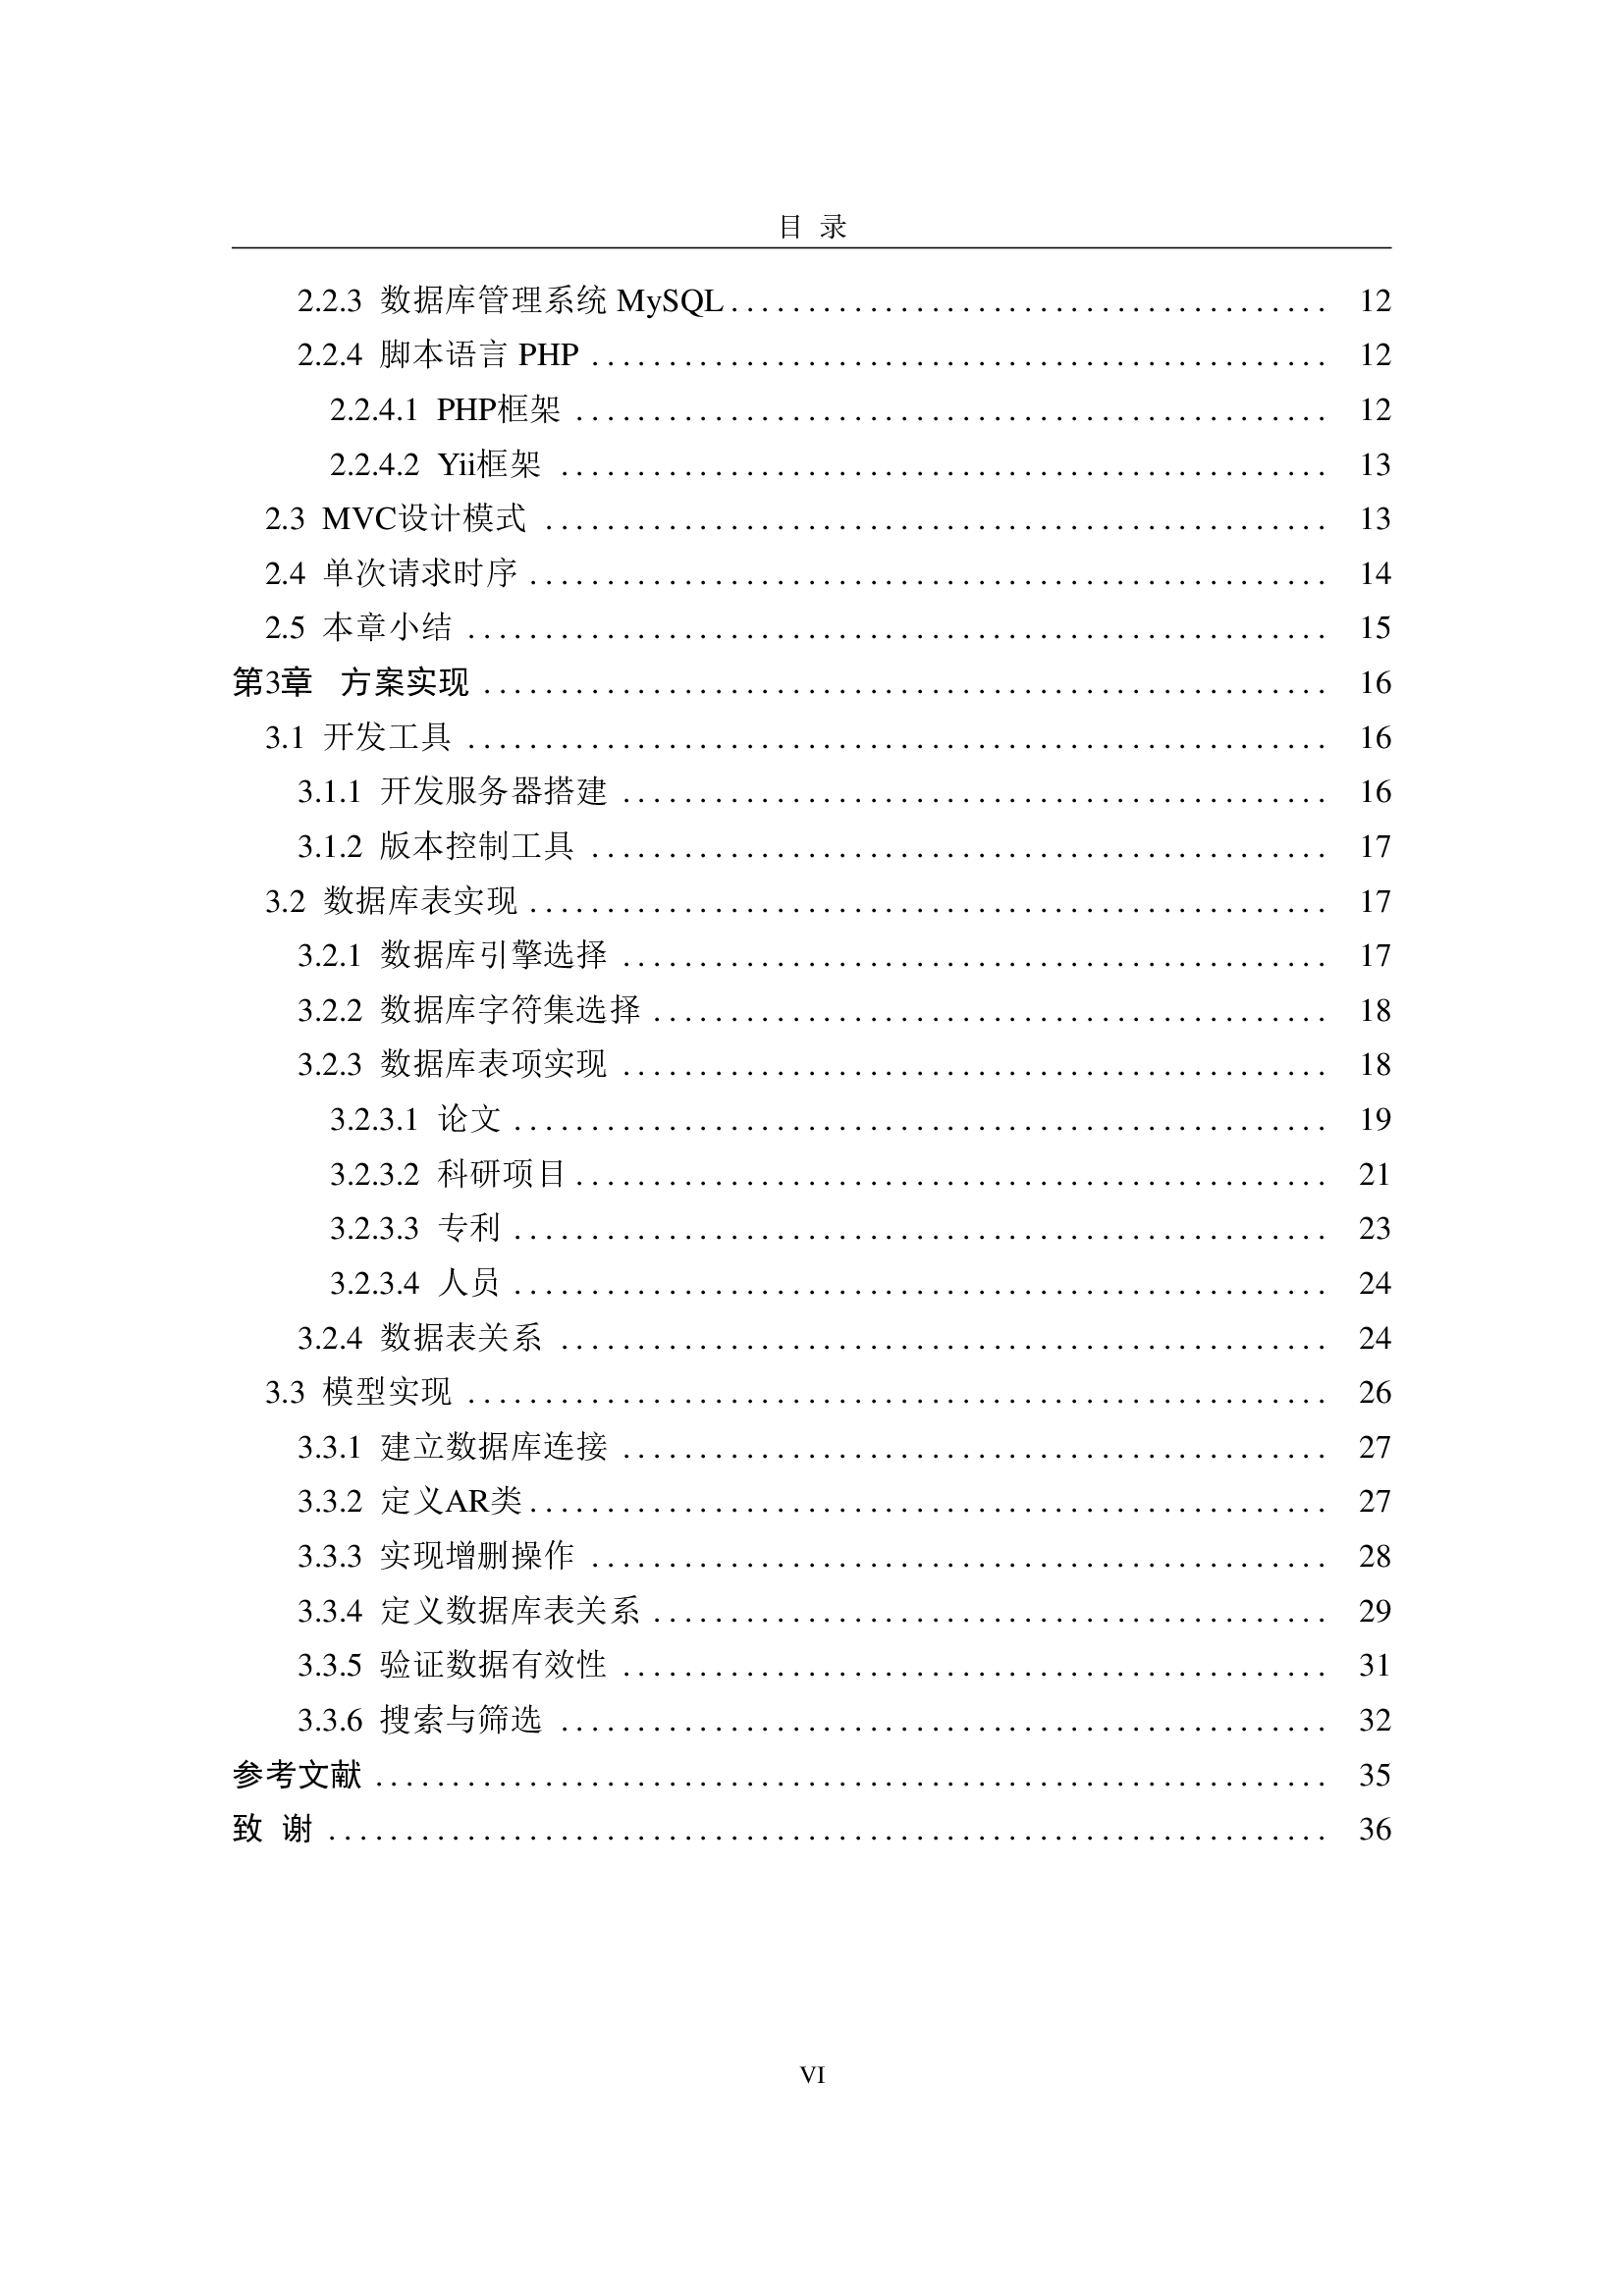 目 录
2.2.3 数据库管理系统 MySQL 12
2.2.4 脚本语言 PHP 12
2.2.4.1 PHP框架 12
2.2.4.2 Yii框架 13
2.3 MVC设计模式 13
2.4 单次请求时序 14
2.5 本章小结 15
第3章 方案实现 16
3.1 开发工具 16
3.1.1 开发服务器搭建 16
3.1.2 版本控制工具 17
3.2 数据库表实现 17
3.2.1 数据库引擎选择 17
3.2.2 数据库字符集选择 18
3.2.3 数据库表项实现 18
3.2.3.1 论文 19
3.2.3.2 科研项目 21
3.2.3.3 专利 23
3.2.3.4 人员 24
3.2.4 数据表关系 24
3.3 模型实现 26
3.3.1 建立数据库连接 27
3.3.2 定义AR类 27
3.3.3 实现增删操作 28
3.3.4 定义数据库表关系 29
3.3.5 验证数据有效性 31
3.3.6 搜索与筛选 32
参考文献 35
致 谢 36
VI